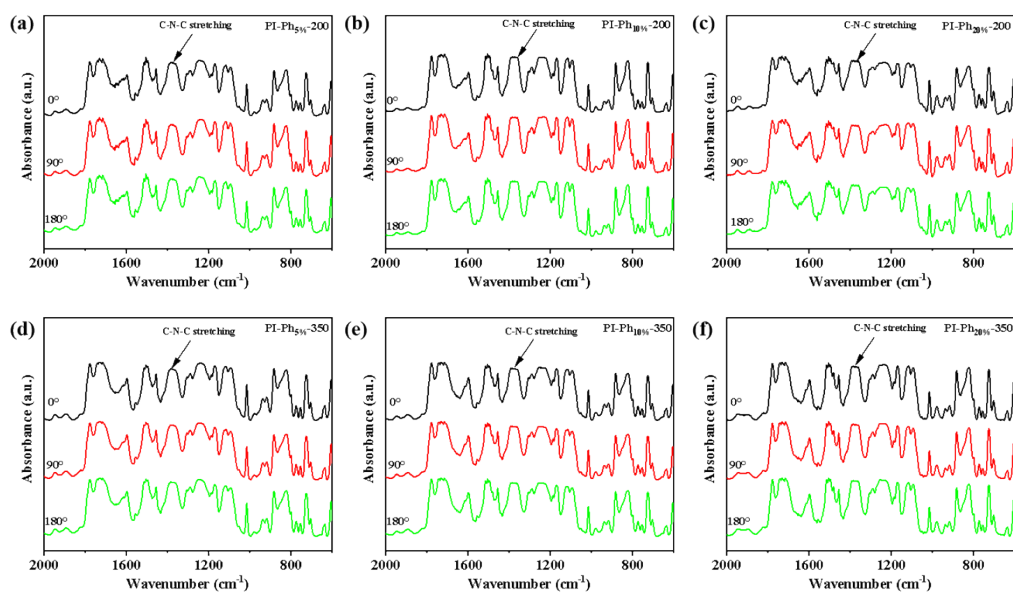 (a)
C-N-C stretching
PI-Ph5%-200
0°
90°
180°
Absorbance (a.u.)
2000 1600 1200 800
Wavenumber (cm-1)
(b)
C-N-C stretching
PI-Ph10%-200
0°
90°
180°
Absorbance (a.u.)
2000 1600 1200 800
Wavenumber (cm-1)
(c)
C-N-C stretching
PI-Ph20%-200
0°
90°
180°
Absorbance (a.u.)
2000 1600 1200 800
Wavenumber (cm-1)
(d)
C-N-C stretching
PI-Ph5%-350
0°
90°
180°
Absorbance (a.u.)
2000 1600 1200 800
Wavenumber (cm-1)
(e)
C-N-C stretching
PI-Ph10%-350
0°
90°
180°
Absorbance (a.u.)
2000 1600 1200 800
Wavenumber (cm-1)
(f)
C-N-C stretching
PI-Ph20%-350
0°
90°
180°
Absorbance (a.u.)
2000 1600 1200 800
Wavenumber (cm-1)